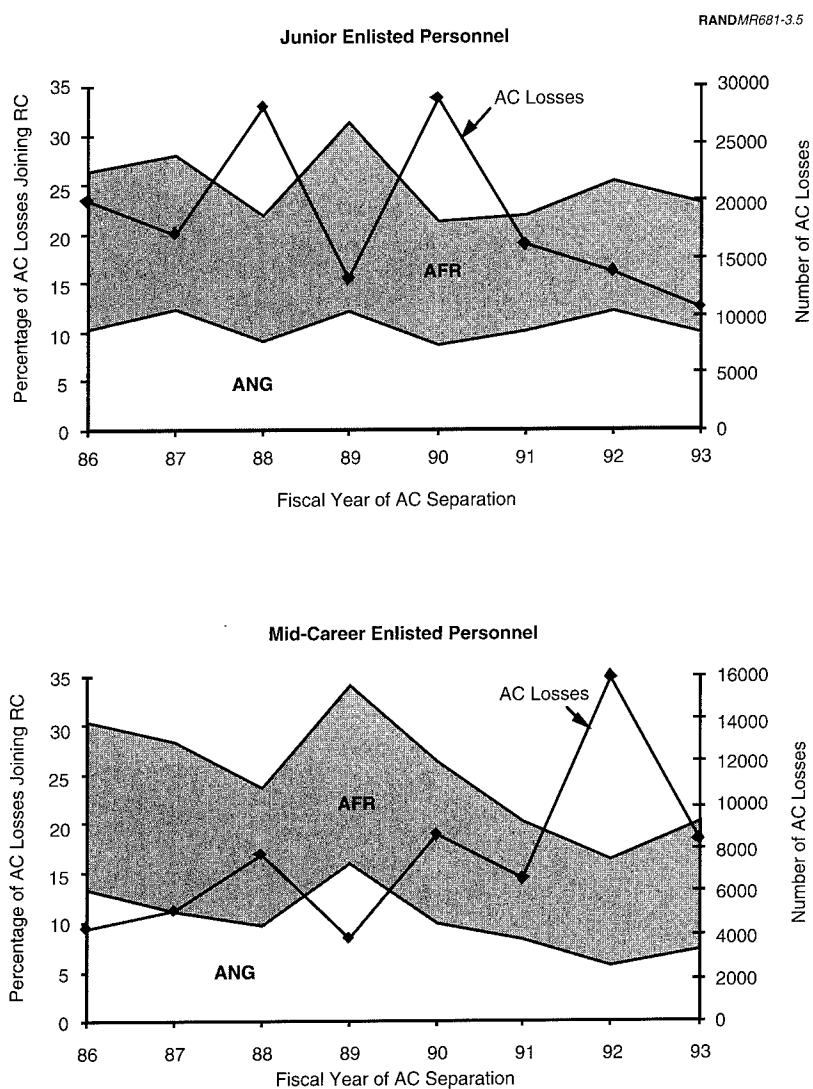 RANDMR681-3.5
Junior Enlisted Personnel
Percentage of AC Losses Joining RC
35
30
25
20
15
10
5
0
AC Losses
AFR
ANG
30000
25000
20000
15000
10000
5000
0
Number of AC Losses
86 87 88 89 90 91 92 93
Fiscal Year of AC Separation
Mid-Career Enlisted Personnel
Percentage of AC Losses Joining RC
35
30
25
20
15
10
5
0
AC Losses
AFR
ANG
16000
14000
12000
10000
8000
6000
4000
2000
0
Number of AC Losses
86 87 88 89 90 91 92 93
Fiscal Year of AC Separation